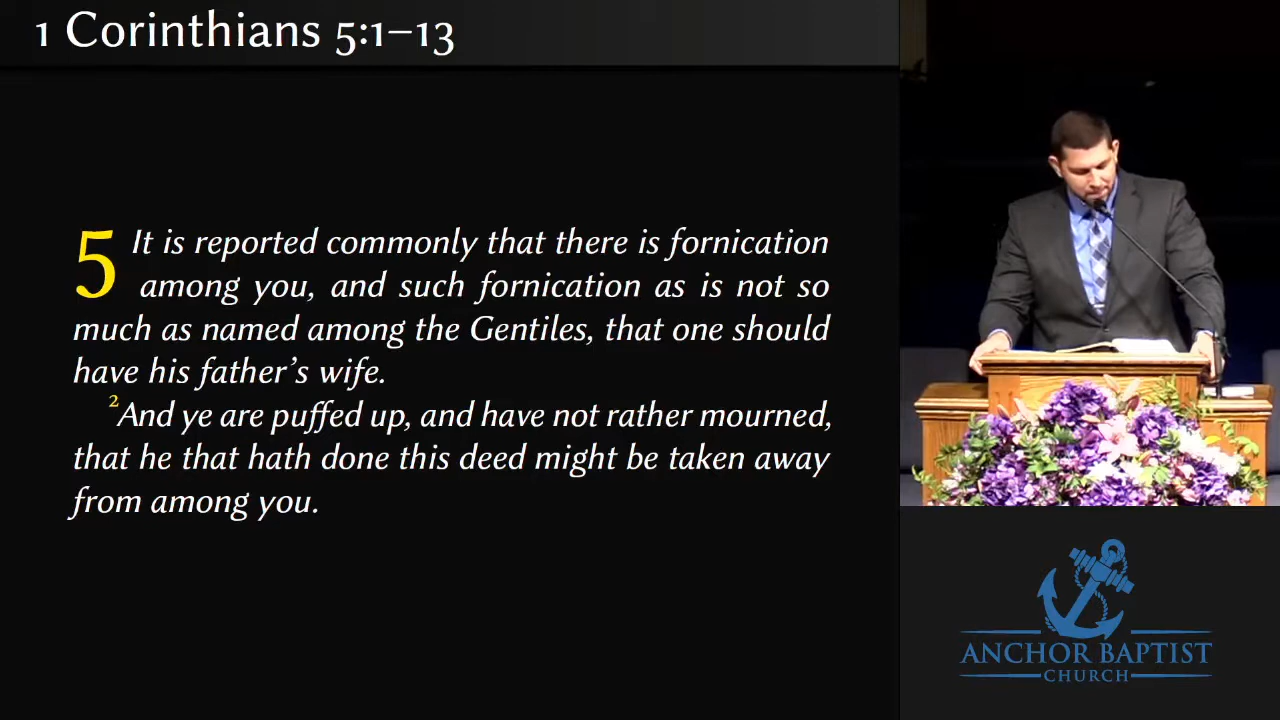 1 Corinthians 5:1–13
5 It is reported commonly that there is fornication
among you, and such fornication as is not so
much as named among the Gentiles, that one should
have his father’s wife.
2And ye are puffed up, and have not rather mourned,
that he that hath done this deed might be taken away
from among you.
ANCHOR BAPTIST
CHURCH